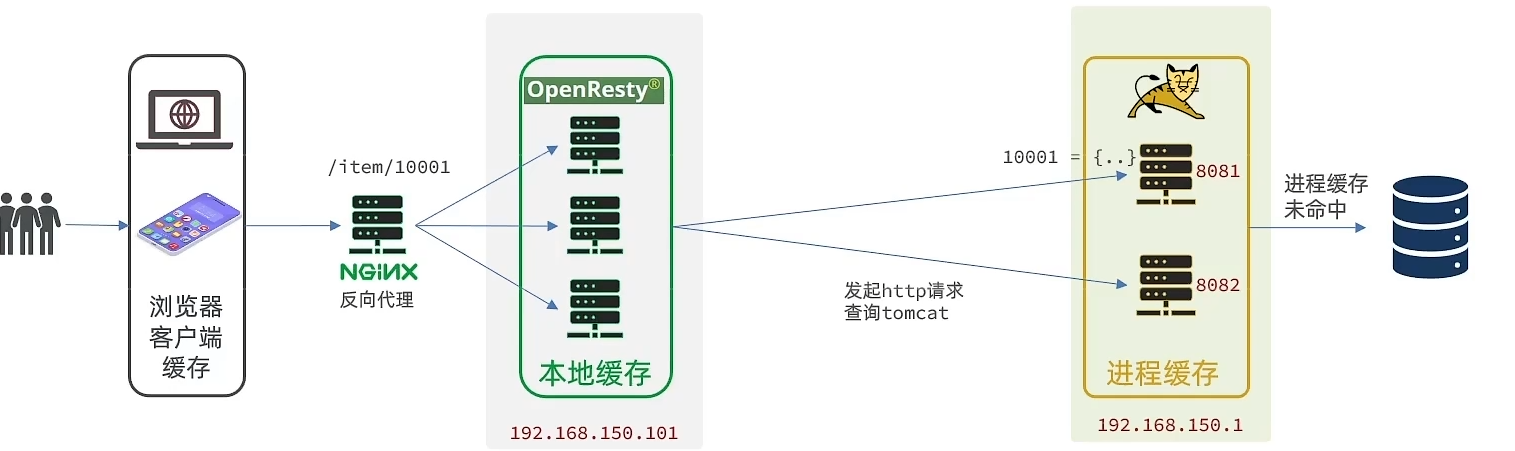 浏览器
客户端
缓存
/item/10001
NGINX
反向代理
OpenResty®
本地缓存
192.168.150.101
发起http请求
查询tomcat
10001 = {..}
8081
8082
进程缓存
192.168.150.1
进程缓存
未命中